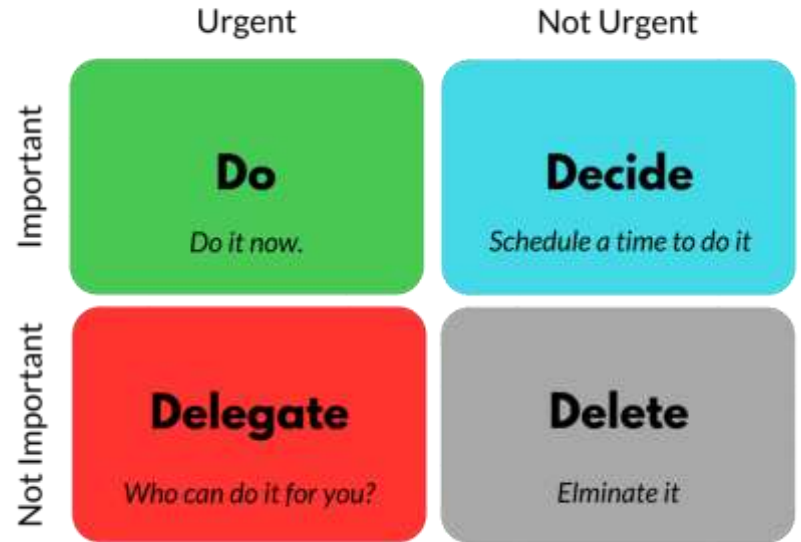 Urgent
Not Urgent
Important
Do
Do it now.
Decide
Schedule a time to do it
Not Important
Delegate
Who can do it for you?
Delete
Elminate it